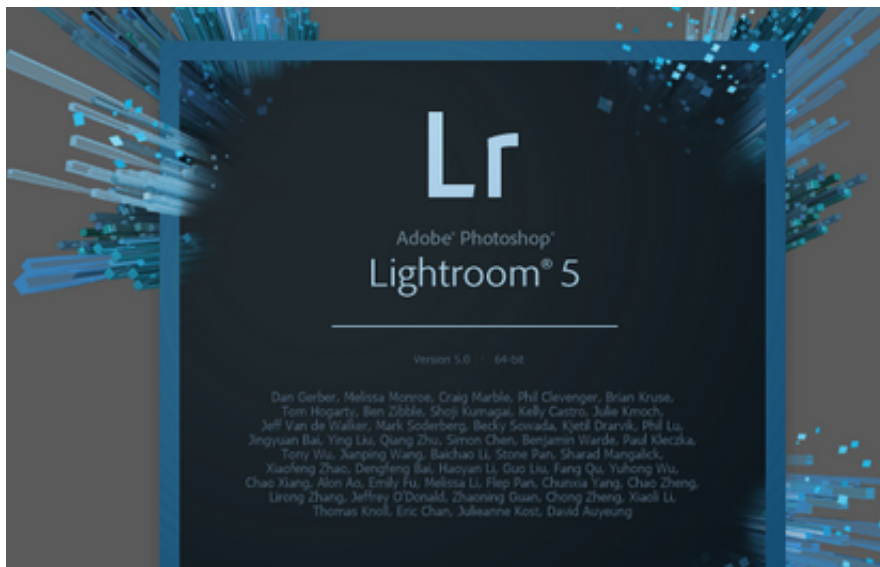 Lr
Adobe® Photoshop®
Lightroom® 5
Version 5.0 · 64-bit
Dan Gerber, Melissa Monroe, Craig Marble, Phil Clevenger, Brian Kruse,
Tom Hogarty, Ben Zibble, Shoji Kumagai, Kelly Castro, Julie Kmoch,
Jeff Van de Walker, Mark Soderberg, Becky Sowada, Kjetil Drarvik, Phil Lu,
Jingyuan Bai, Ying Liu, Qiang Zhu, Simon Chen, Benjamin Warde, Paul Kleczka,
Tony Wu, Jianping Wang, Baichao Li, Stone Pan, Sharad Mangalick,
Xiaofeng Zhao, Dengfeng Bai, Haoyan Li, Guo Liu, Fang Qu, Yuhong Wu,
Chao Xiang, Alon Ao, Emily Fu, Melissa Li, Flep Pan, Chunxia Yang, Chao Zheng,
Lirong Zhang, Jeffrey O'Donald, Zhaoning Guan, Chong Zheng, Xiaoli Li,
Thomas Knoll, Eric Chan, Julieanne Kost, David Auyeung